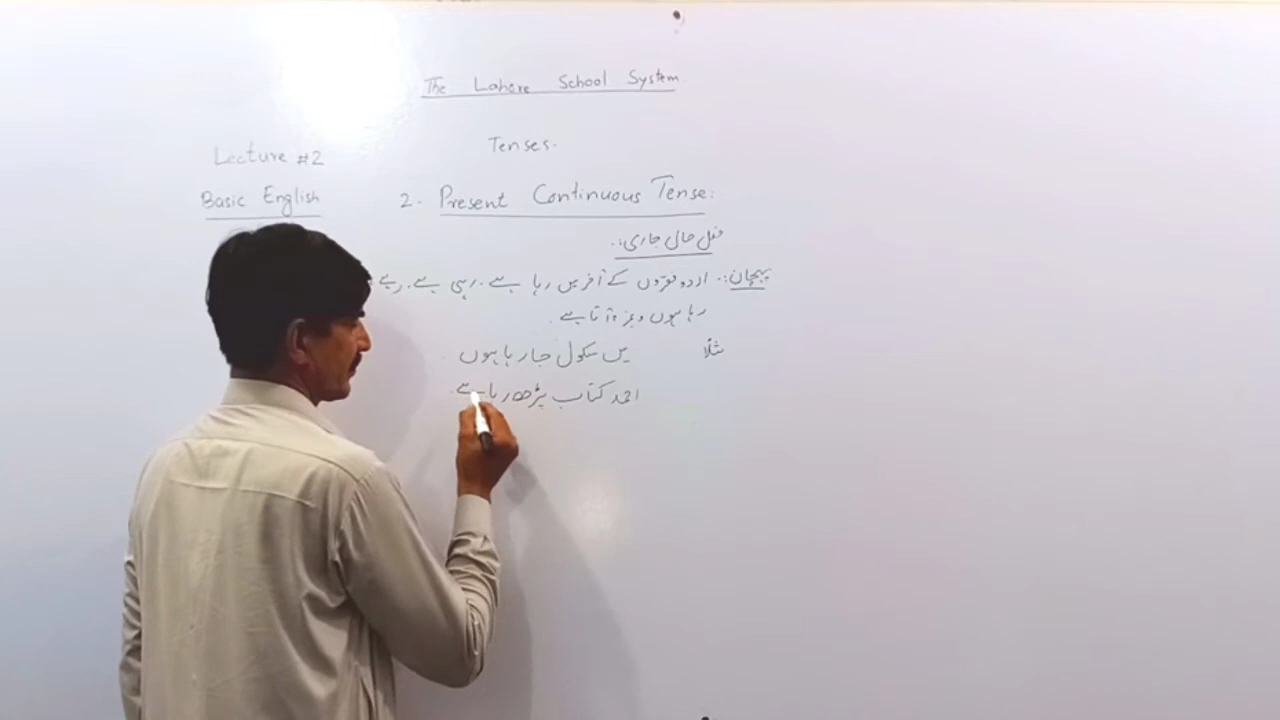 The Lahore School System
Tenses.
Lecture #2
Basic English
2. Present Continuous Tense:
فعل حال جاری:.
پہچان:. اردو فقروں کے آخر میں رہا ہے. رہی ہے. رہے
رہا ہوں وغیرہ آتا ہے.
مثلاً میں سکول جا رہا ہوں.
احمد کتاب پڑھ رہا ہے.